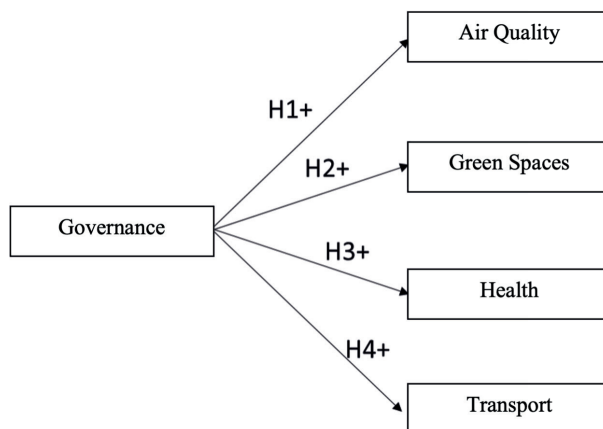 Air Quality
H1+
Green Spaces
H2+
Governance
H3+
Health
H4+
Transport